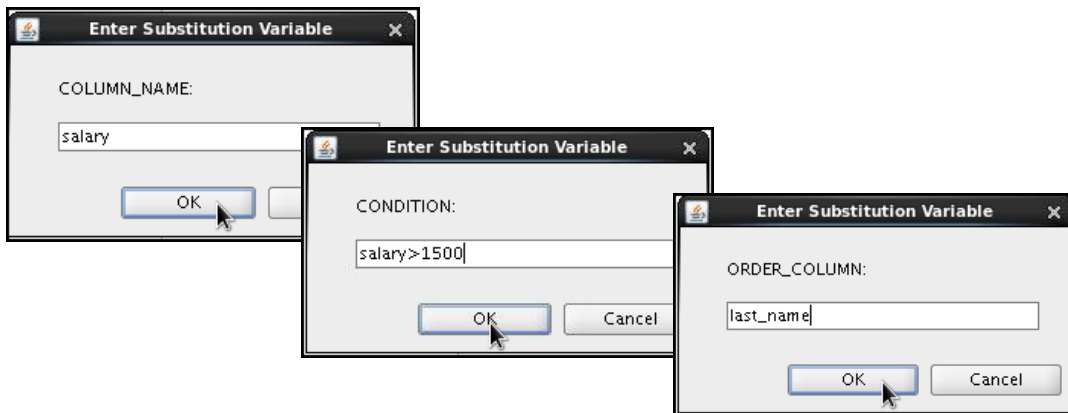 Enter Substitution Variable
COLUMN_NAME:
salary
OK
Enter Substitution Variable
CONDITION:
salary>1500
OK
Cancel
Enter Substitution Variable
ORDER_COLUMN:
last_name
OK
Cancel